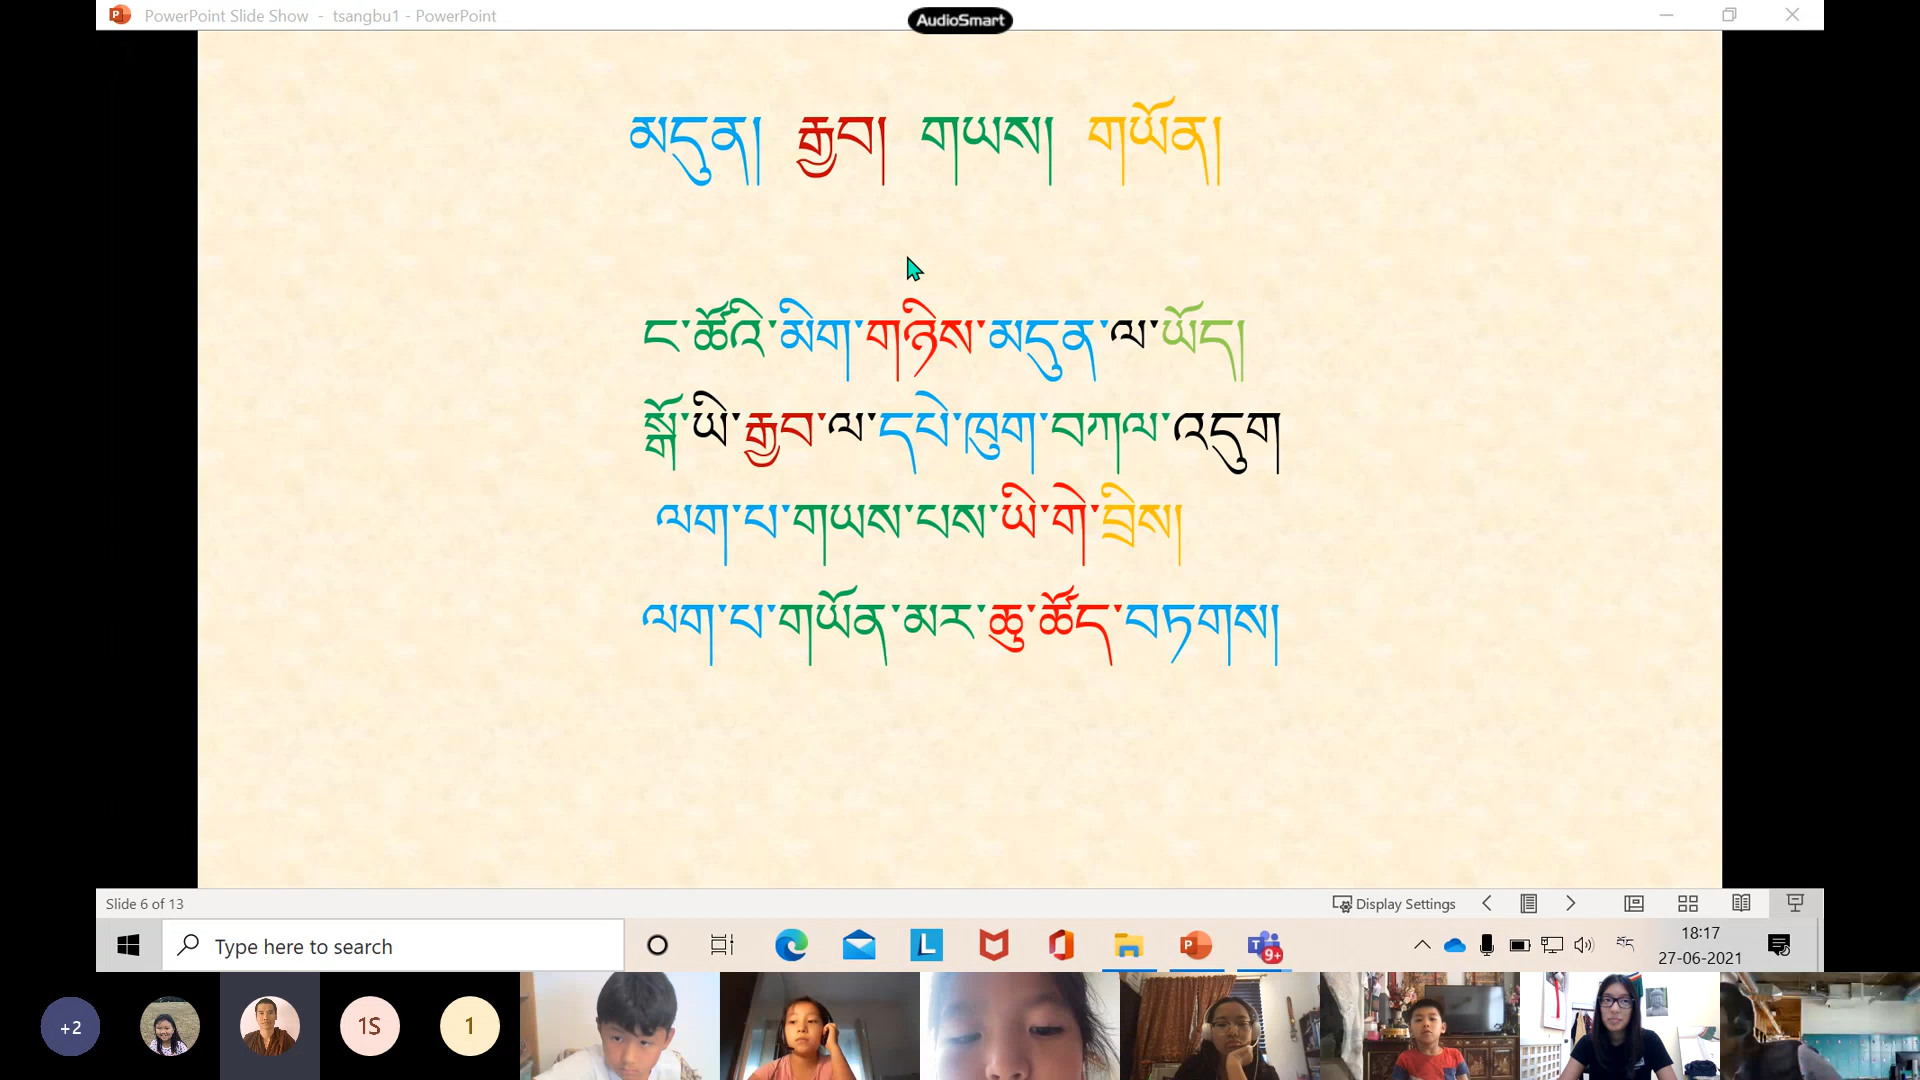 PowerPoint Slide Show - tsangbu1 - PowerPoint
AudioSmart
མདུན། རྒྱབ། གཡས། གཡོན།
ང་ཚོའི་མིག་གཉིས་མདུན་ལ་ཡོད།
སྒོ་ཡི་རྒྱབ་ལ་དཔེ་ཁུག་བཀལ་འདུག
ལག་པ་གཡས་པས་ཡི་གེ་བྲིས།
ལག་པ་གཡོན་མར་ཆུ་ཚོད་བཏགས།
Slide 6 of 13
Display Settings
Type here to search
L
9+
བོད
18:17
27-06-2021
+2
1S
1